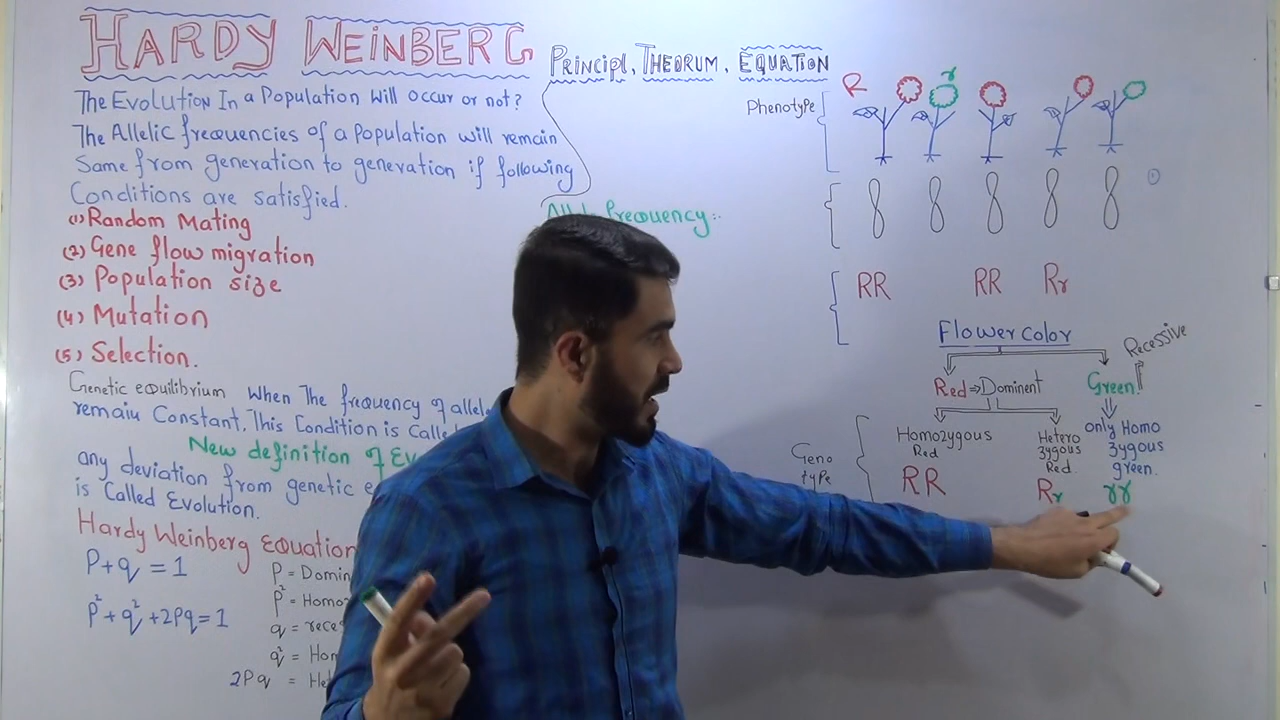 HARDY WEINBERG
PRINCIPL, THEORUM, EQUATION
The Evolution In a Population will occur or not?
The Allelic frequencies of a Population will remain
Same from generation to generation if following
Conditions are satisfied.
(1) Random Mating
(2) Gene flow migration
(3) Population size
(4) Mutation
(5) Selection.
Genetic equilibrium When The frequency of allele
remain Constant, This Condition is Calle
New definition of Ev
any deviation from genetic e
is Called Evolution.
Hardy Weinberg Equation
P+q=1
P²+q²+2Pq=1
P = Domin
P² = Homoz
q = rece
q² = Hom
2Pq = Het
frequency:-
R
r
Phenotype
①
RR RR Rr
Flower color
Red ⇒ Dominent
Green
Recessive
Homozygous
Red
RR
Hetero
zygous
Red
Rr
only Homo
zygous
green.
rr
Geno
type